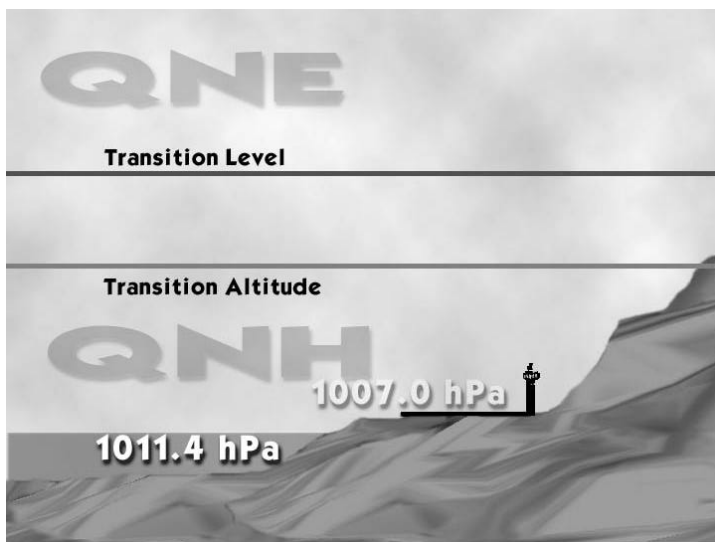 QNE
Transition Level
Transition Altitude
QNH
1007.0 hPa
1011.4 hPa